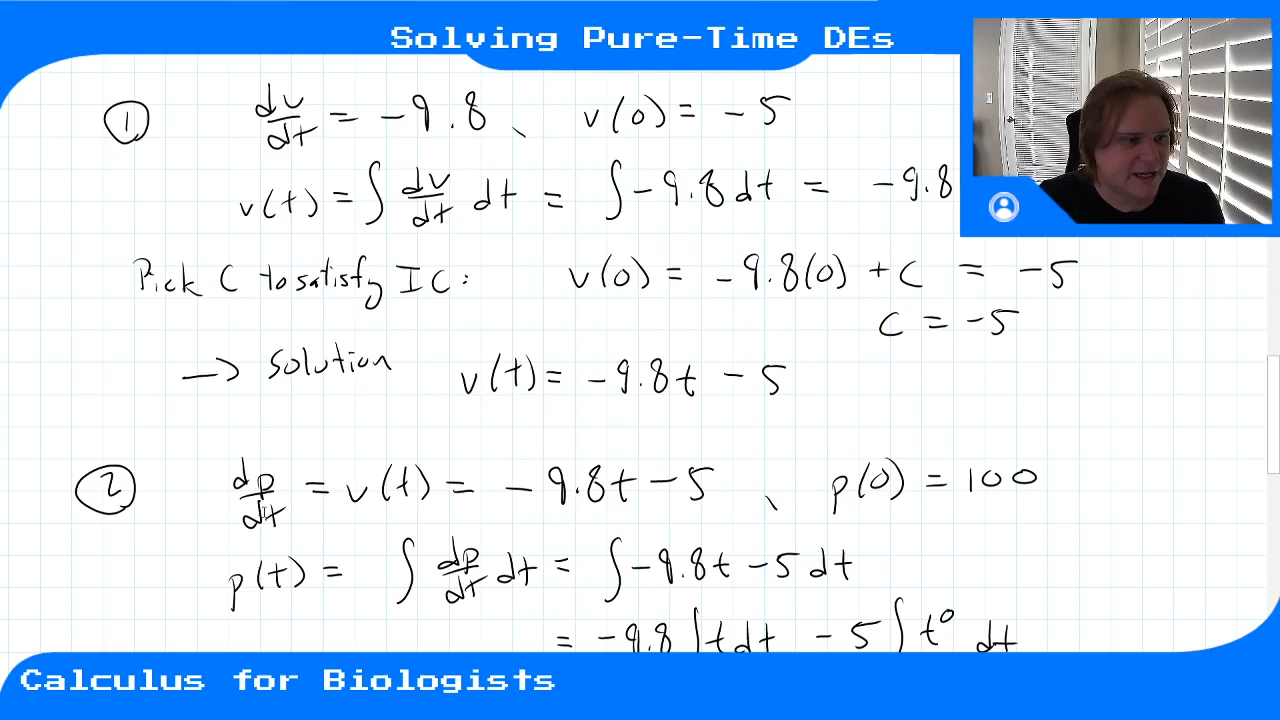 Solving Pure-Time DEs
① dv/dt = -9.8, v(0) = -5
v(t) = ∫ dv/dt dt = ∫ -9.8 dt = -9.8
Pick C to satisfy IC: v(0) = -9.8(0) + C = -5
C = -5
→ solution v(t) = -9.8t - 5
② dp/dt = v(t) = -9.8t - 5, p(0) = 100
p(t) = ∫ dp/dt dt = ∫ -9.8t - 5 dt
= -9.8 ∫ t dt - 5 ∫ t⁰ dt
Calculus for Biologists